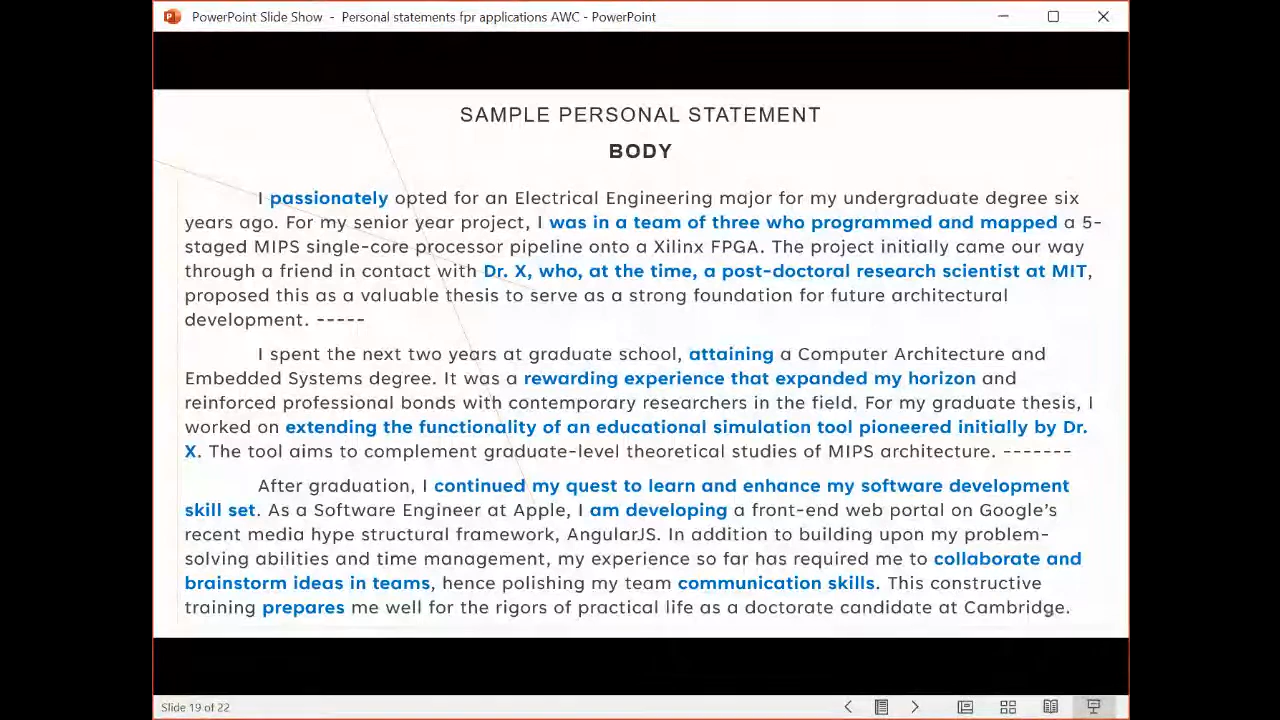 PowerPoint Slide Show - Personal statements fpr applications AWC - PowerPoint
SAMPLE PERSONAL STATEMENT
BODY
I passionately opted for an Electrical Engineering major for my undergraduate degree six
years ago. For my senior year project, I was in a team of three who programmed and mapped a 5-
staged MIPS single-core processor pipeline onto a Xilinx FPGA. The project initially came our way
through a friend in contact with Dr. X, who, at the time, a post-doctoral research scientist at MIT,
proposed this as a valuable thesis to serve as a strong foundation for future architectural
development. -----
I spent the next two years at graduate school, attaining a Computer Architecture and
Embedded Systems degree. It was a rewarding experience that expanded my horizon and
reinforced professional bonds with contemporary researchers in the field. For my graduate thesis, I
worked on extending the functionality of an educational simulation tool pioneered initially by Dr.
X. The tool aims to complement graduate-level theoretical studies of MIPS architecture. -------
After graduation, I continued my quest to learn and enhance my software development
skill set. As a Software Engineer at Apple, I am developing a front-end web portal on Google's
recent media hype structural framework, AngularJS. In addition to building upon my problem-
solving abilities and time management, my experience so far has required me to collaborate and
brainstorm ideas in teams, hence polishing my team communication skills. This constructive
training prepares me well for the rigors of practical life as a doctorate candidate at Cambridge.
Slide 19 of 22